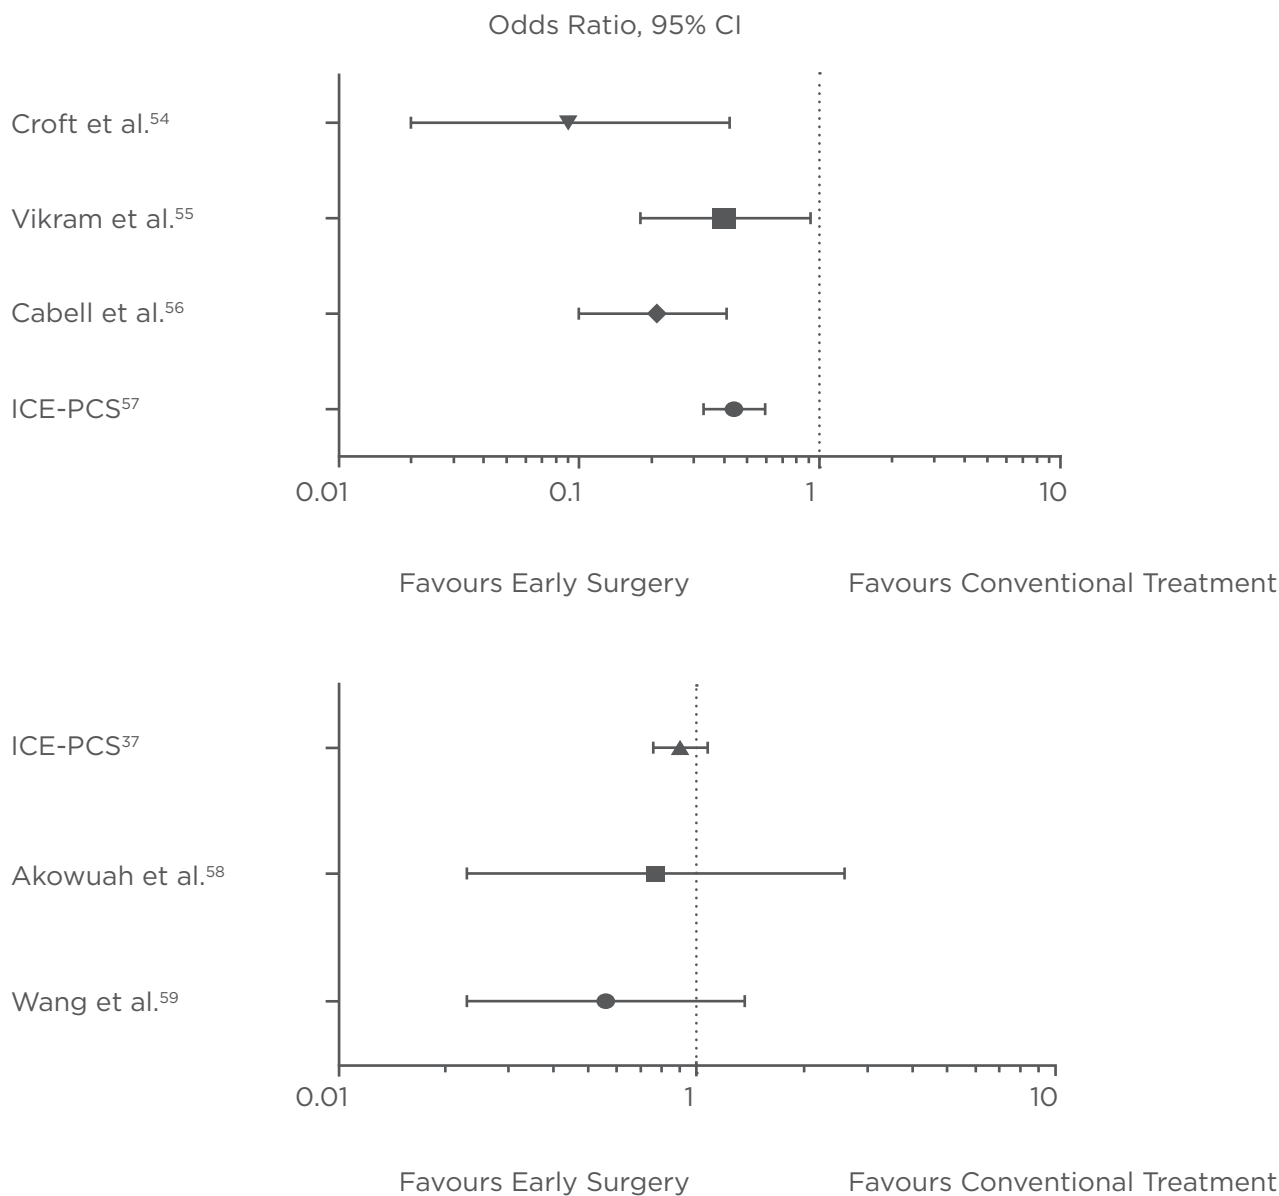 Odds Ratio, 95% CI
Croft et al.⁵⁴
Vikram et al.⁵⁵
Cabell et al.⁵⁶
ICE-PCS⁵⁷
0.01 0.1 1 10
Favours Early Surgery Favours Conventional Treatment
ICE-PCS³⁷
Akowuah et al.⁵⁸
Wang et al.⁵⁹
0.01 1 10
Favours Early Surgery Favours Conventional Treatment